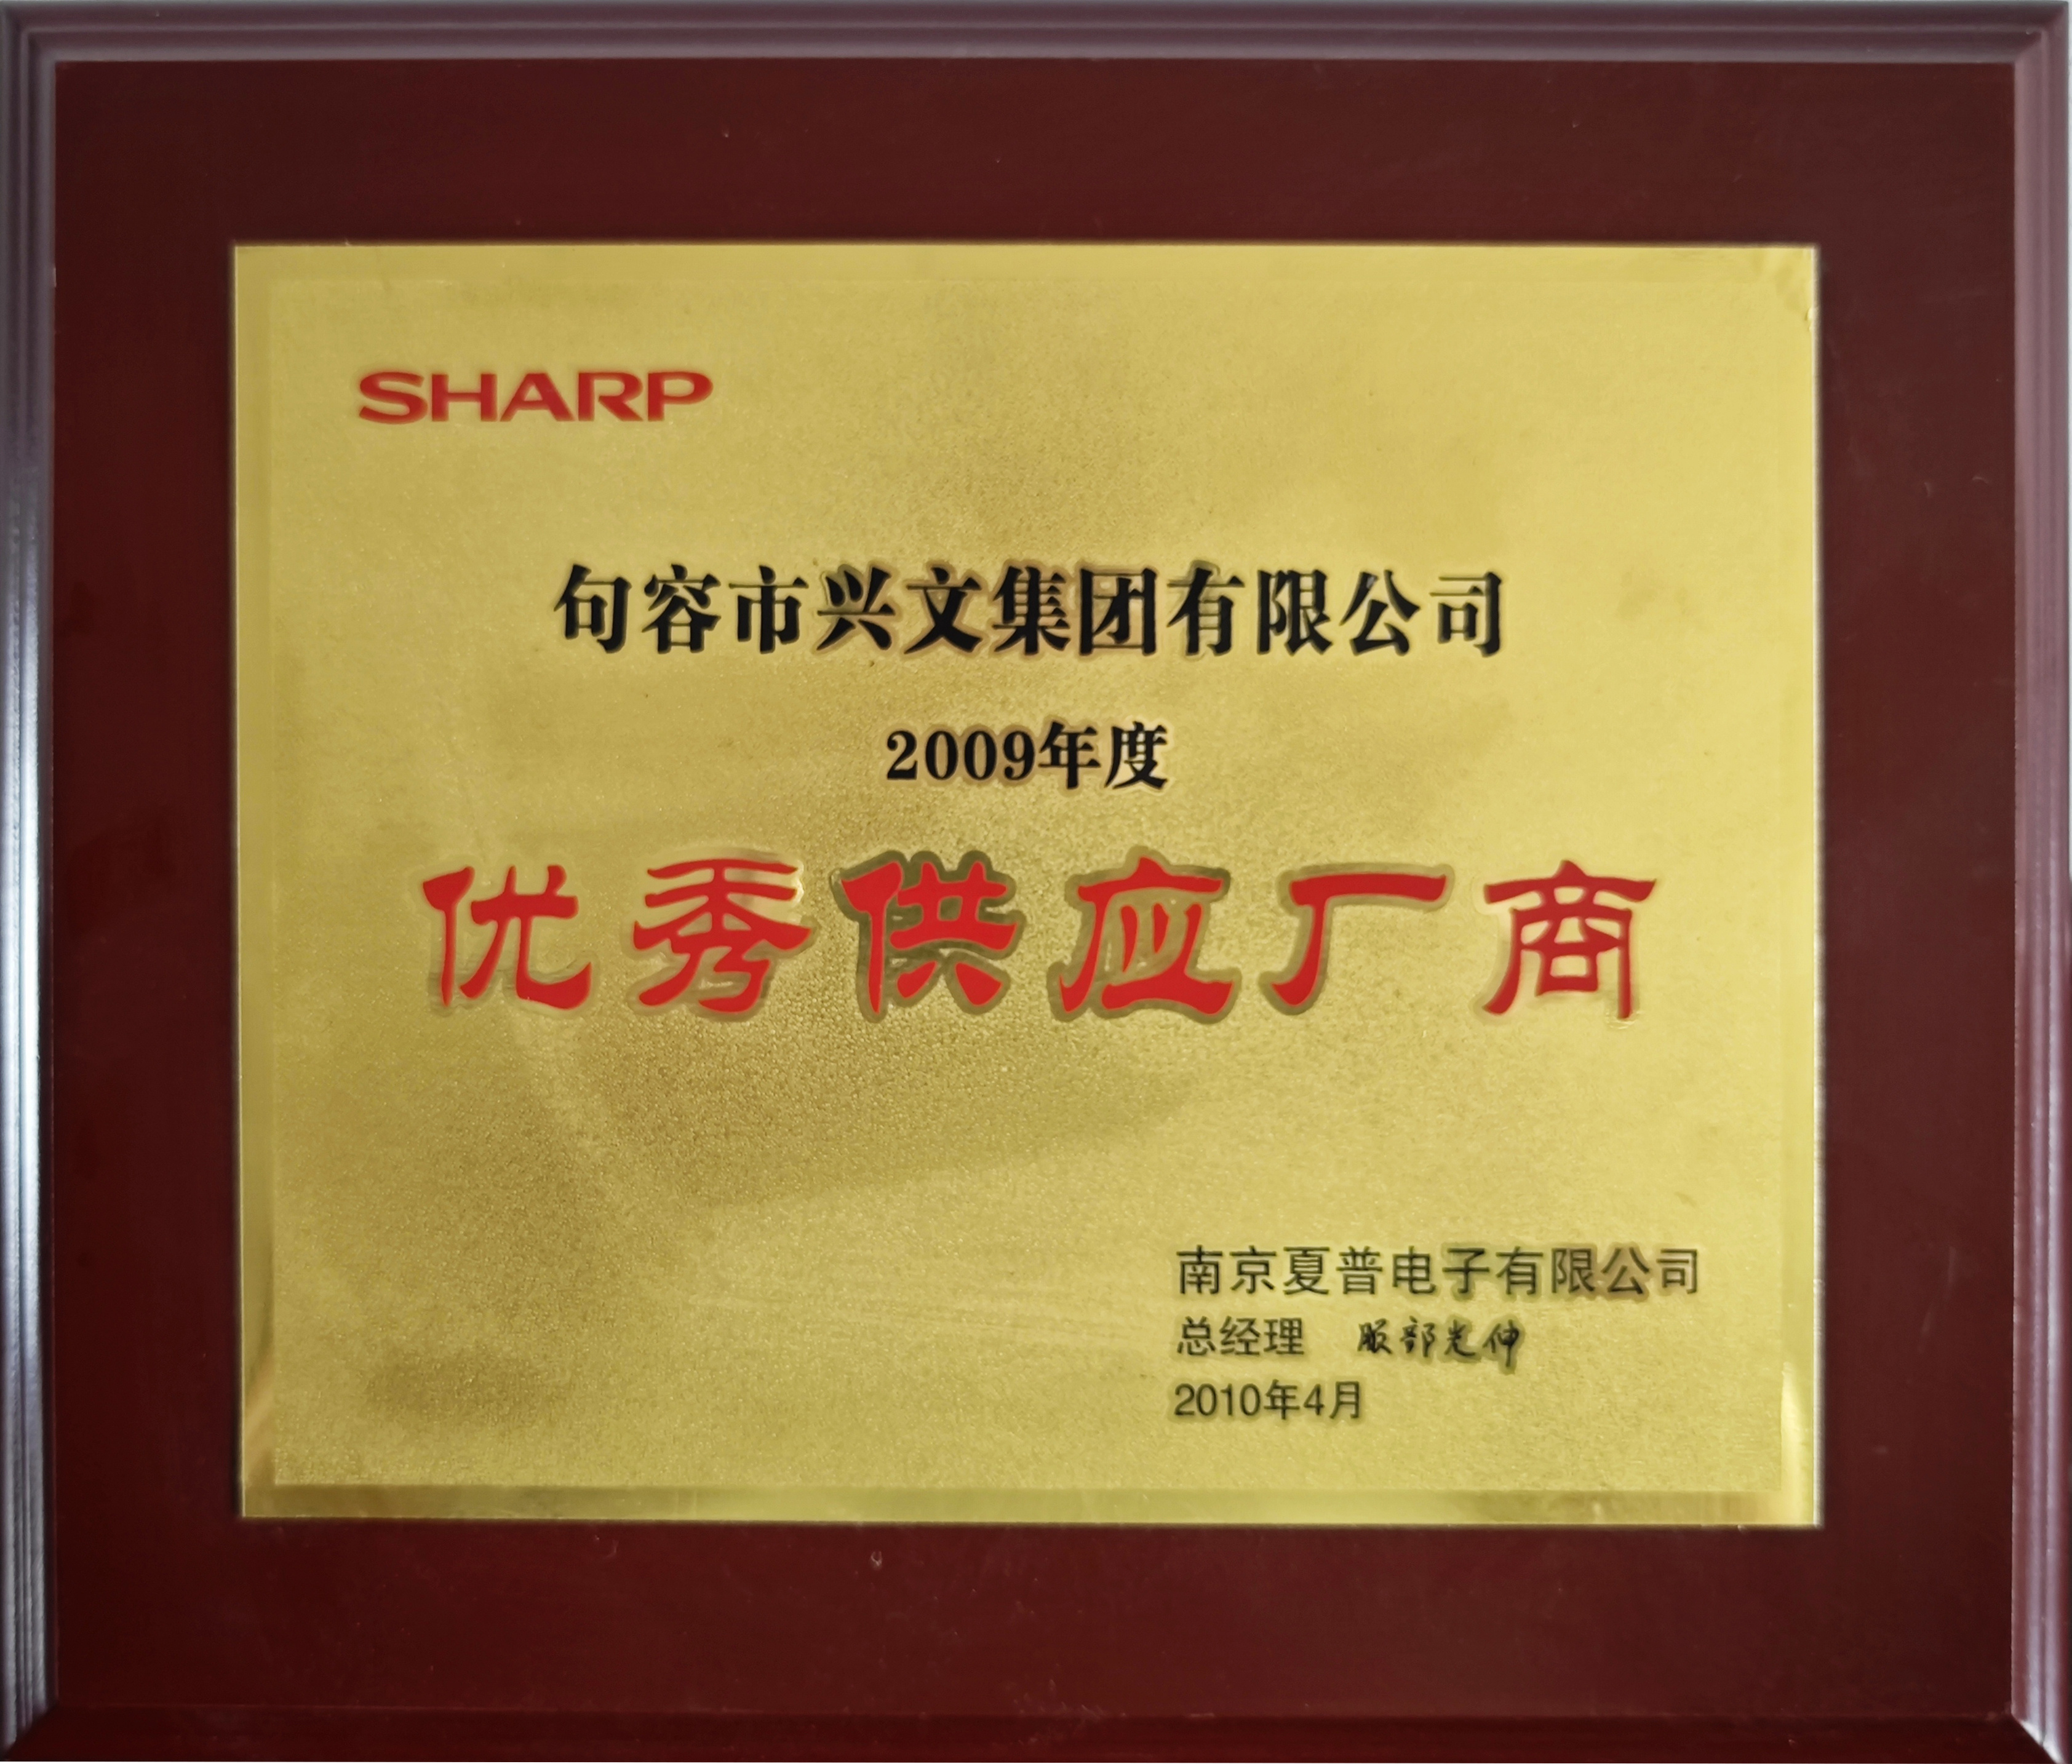 SHARP
句容市兴文集团有限公司
2009年度
优秀供应厂商
南京夏普电子有限公司
总经理 服部光伸
2010年4月